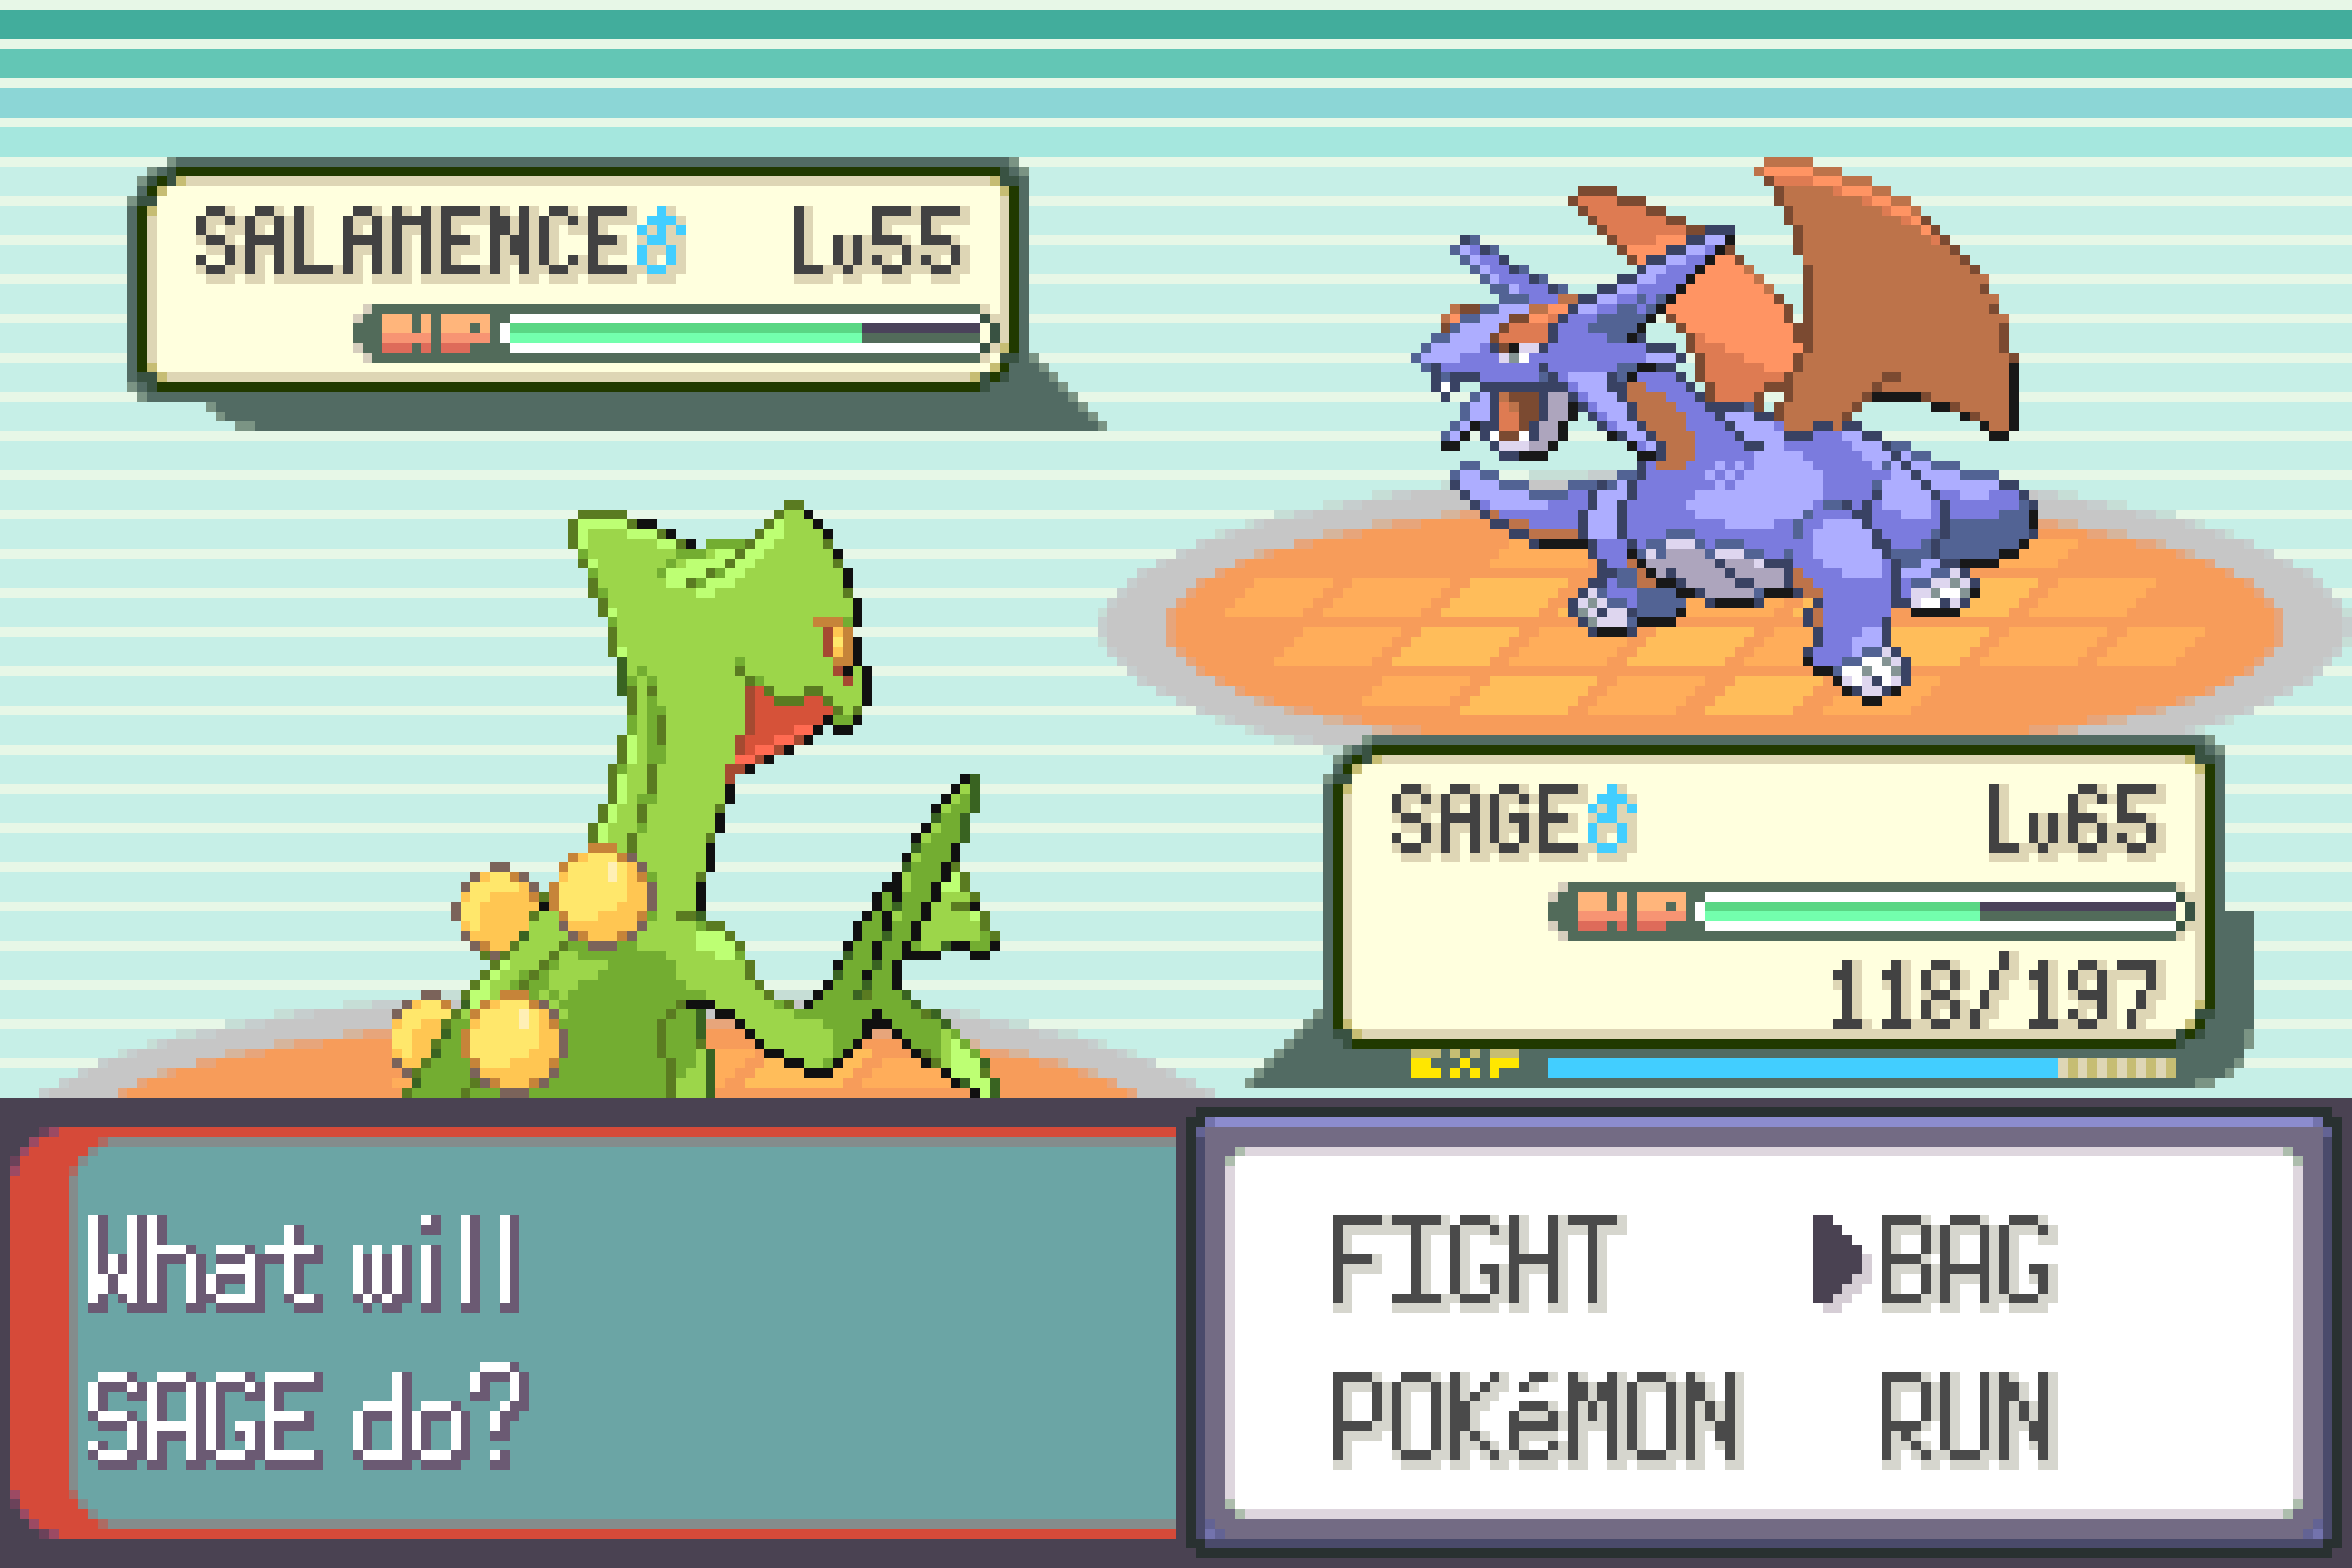 SALAMENCE♂ Lv55
HP
SAGE♂ Lv65
HP
118/197
EXP
What will
SAGE do?
FIGHT ▶BAG
POKéMON RUN